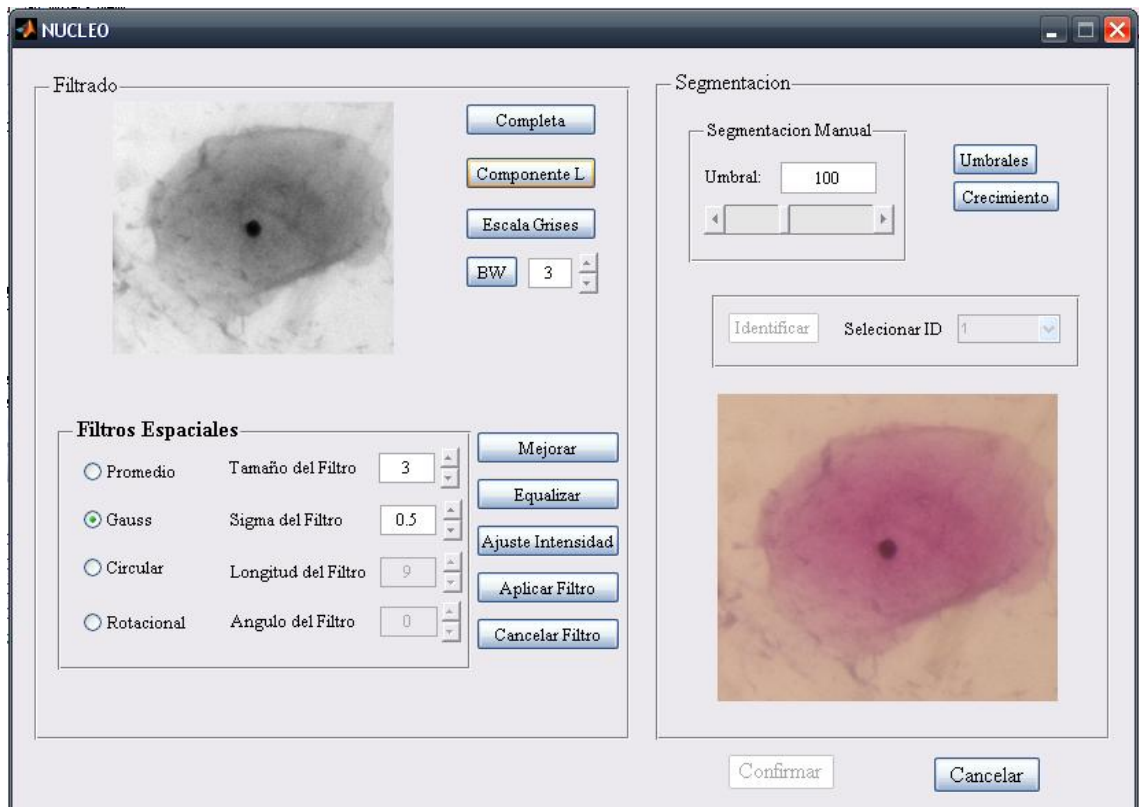 NUCLEO
Filtrado
Completa
Componente L
Escala Grises
BW 3
Filtros Espaciales
Promedio Tamaño del Filtro 3
Gauss Sigma del Filtro 0.5
Circular Longitud del Filtro 9
Rotacional Angulo del Filtro 0
Mejorar
Equalizar
Ajuste Intensidad
Aplicar Filtro
Cancelar Filtro
Segmentacion
Segmentacion Manual
Umbral: 100
Umbrales
Crecimiento
Identificar Selecionar ID 1
Confirmar Cancelar